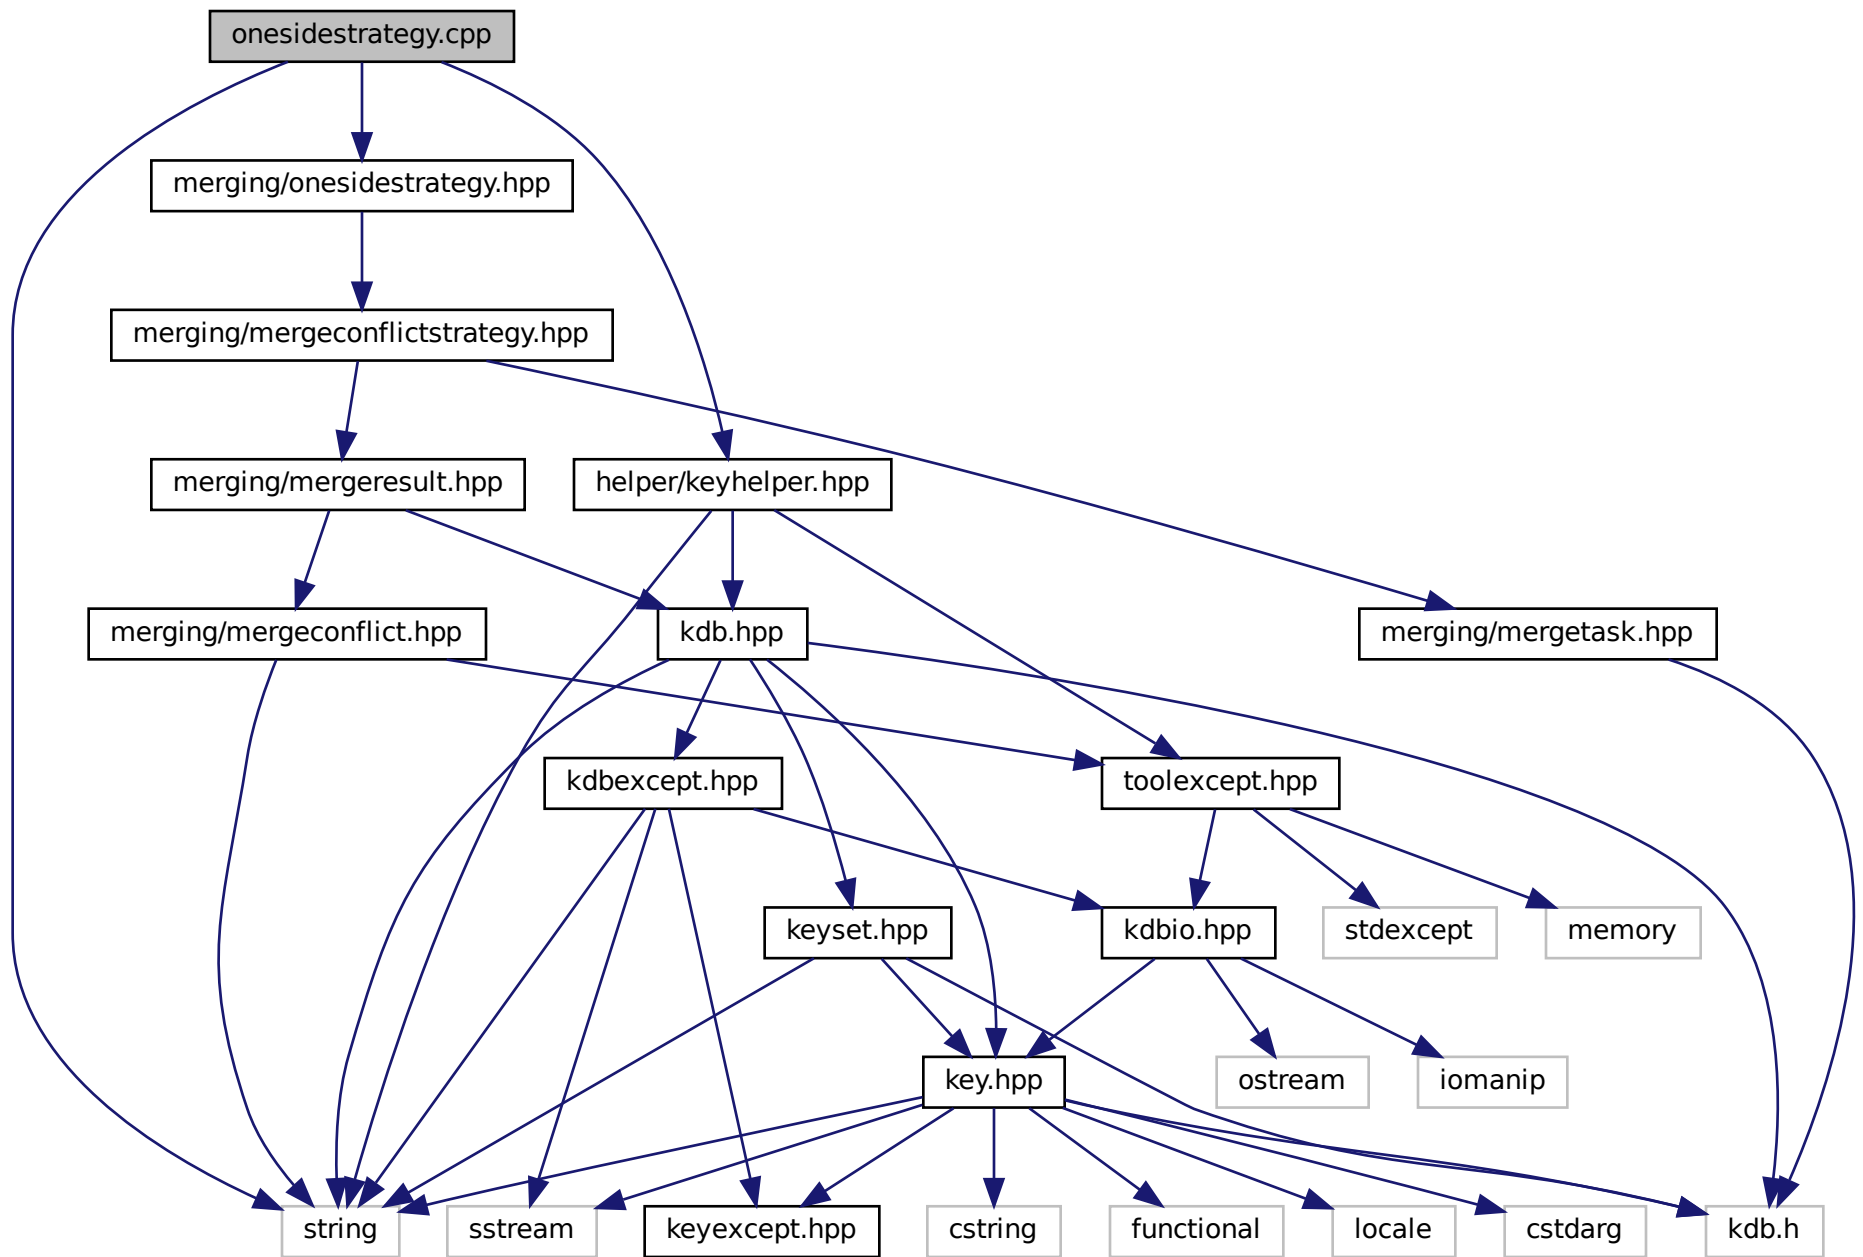 onesidestrategy.cpp
merging/onesidestrategy.hpp
merging/mergeconflictstrategy.hpp
merging/mergeresult.hpp
helper/keyhelper.hpp
merging/mergeconflict.hpp
kdb.hpp
merging/mergetask.hpp
kdbexcept.hpp
toolexcept.hpp
keyset.hpp
kdbio.hpp
stdexcept
memory
key.hpp
ostream
iomanip
string
sstream
keyexcept.hpp
cstring
functional
locale
cstdarg
kdb.h